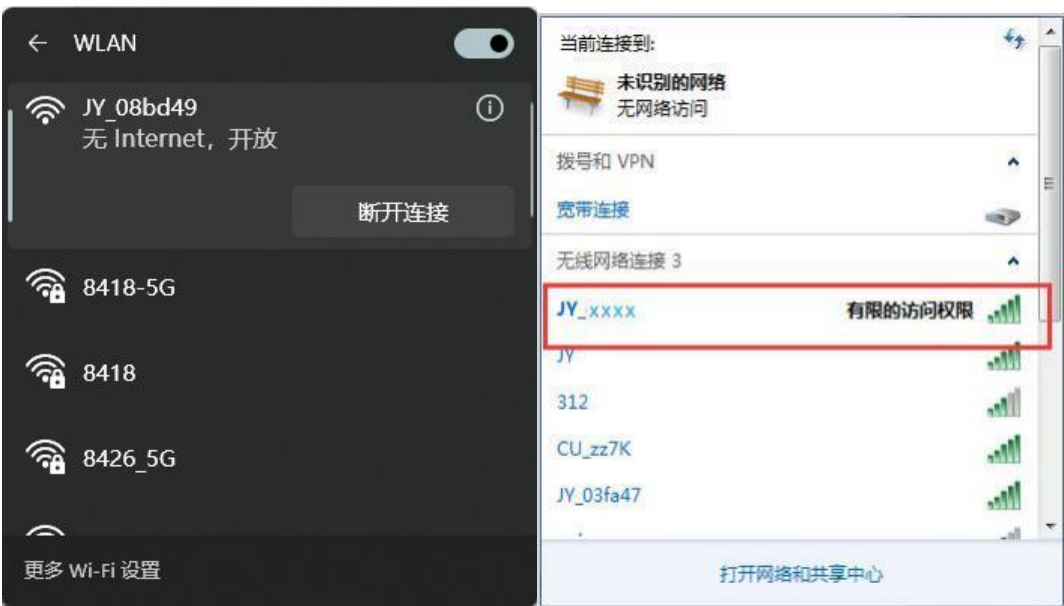 WLAN
JY_08bd49
无 Internet，开放
断开连接
8418-5G
8418
8426_5G
更多 Wi-Fi 设置
当前连接到:
未识别的网络
无网络访问
拨号和 VPN
宽带连接
无线网络连接 3
JY_xxxx 有限的访问权限
JY
312
CU_zz7K
JY_03fa47
打开网络和共享中心